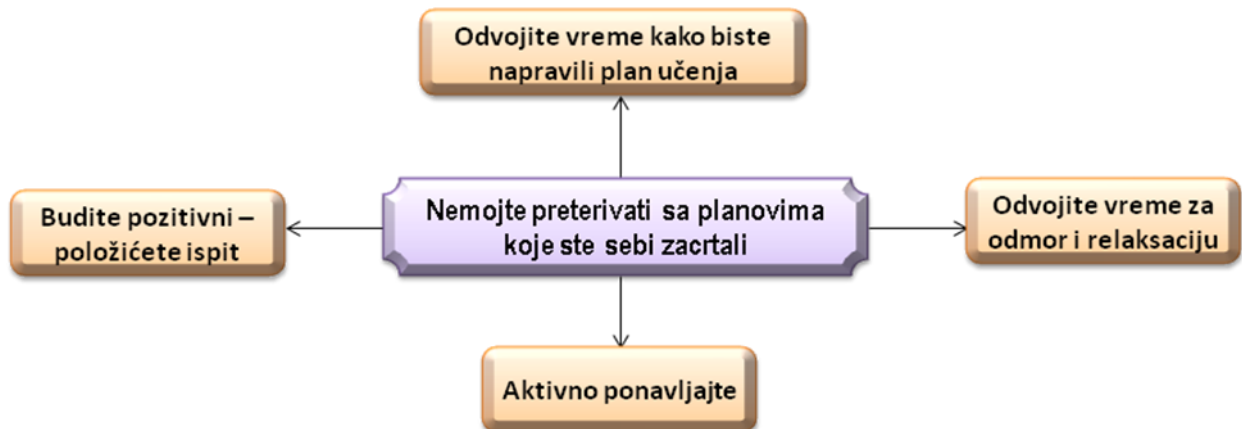 Odvojite vreme kako biste
napravili plan učenja
Budite pozitivni –
položićete ispit
Nemojte preterivati sa planovima
koje ste sebi zacrtali
Odvojite vreme za
odmor i relaksaciju
Aktivno ponavljajte